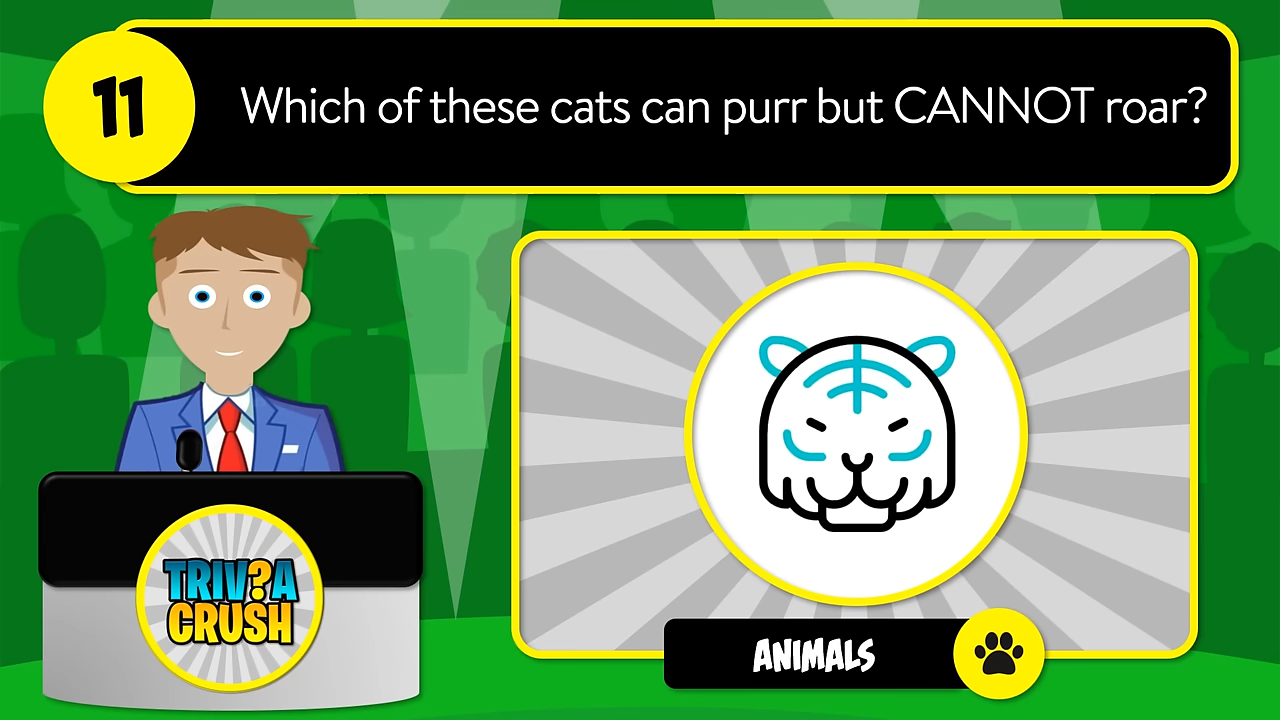 11
Which of these cats can purr but CANNOT roar?
TRIV?A
CRUSH
ANIMALS